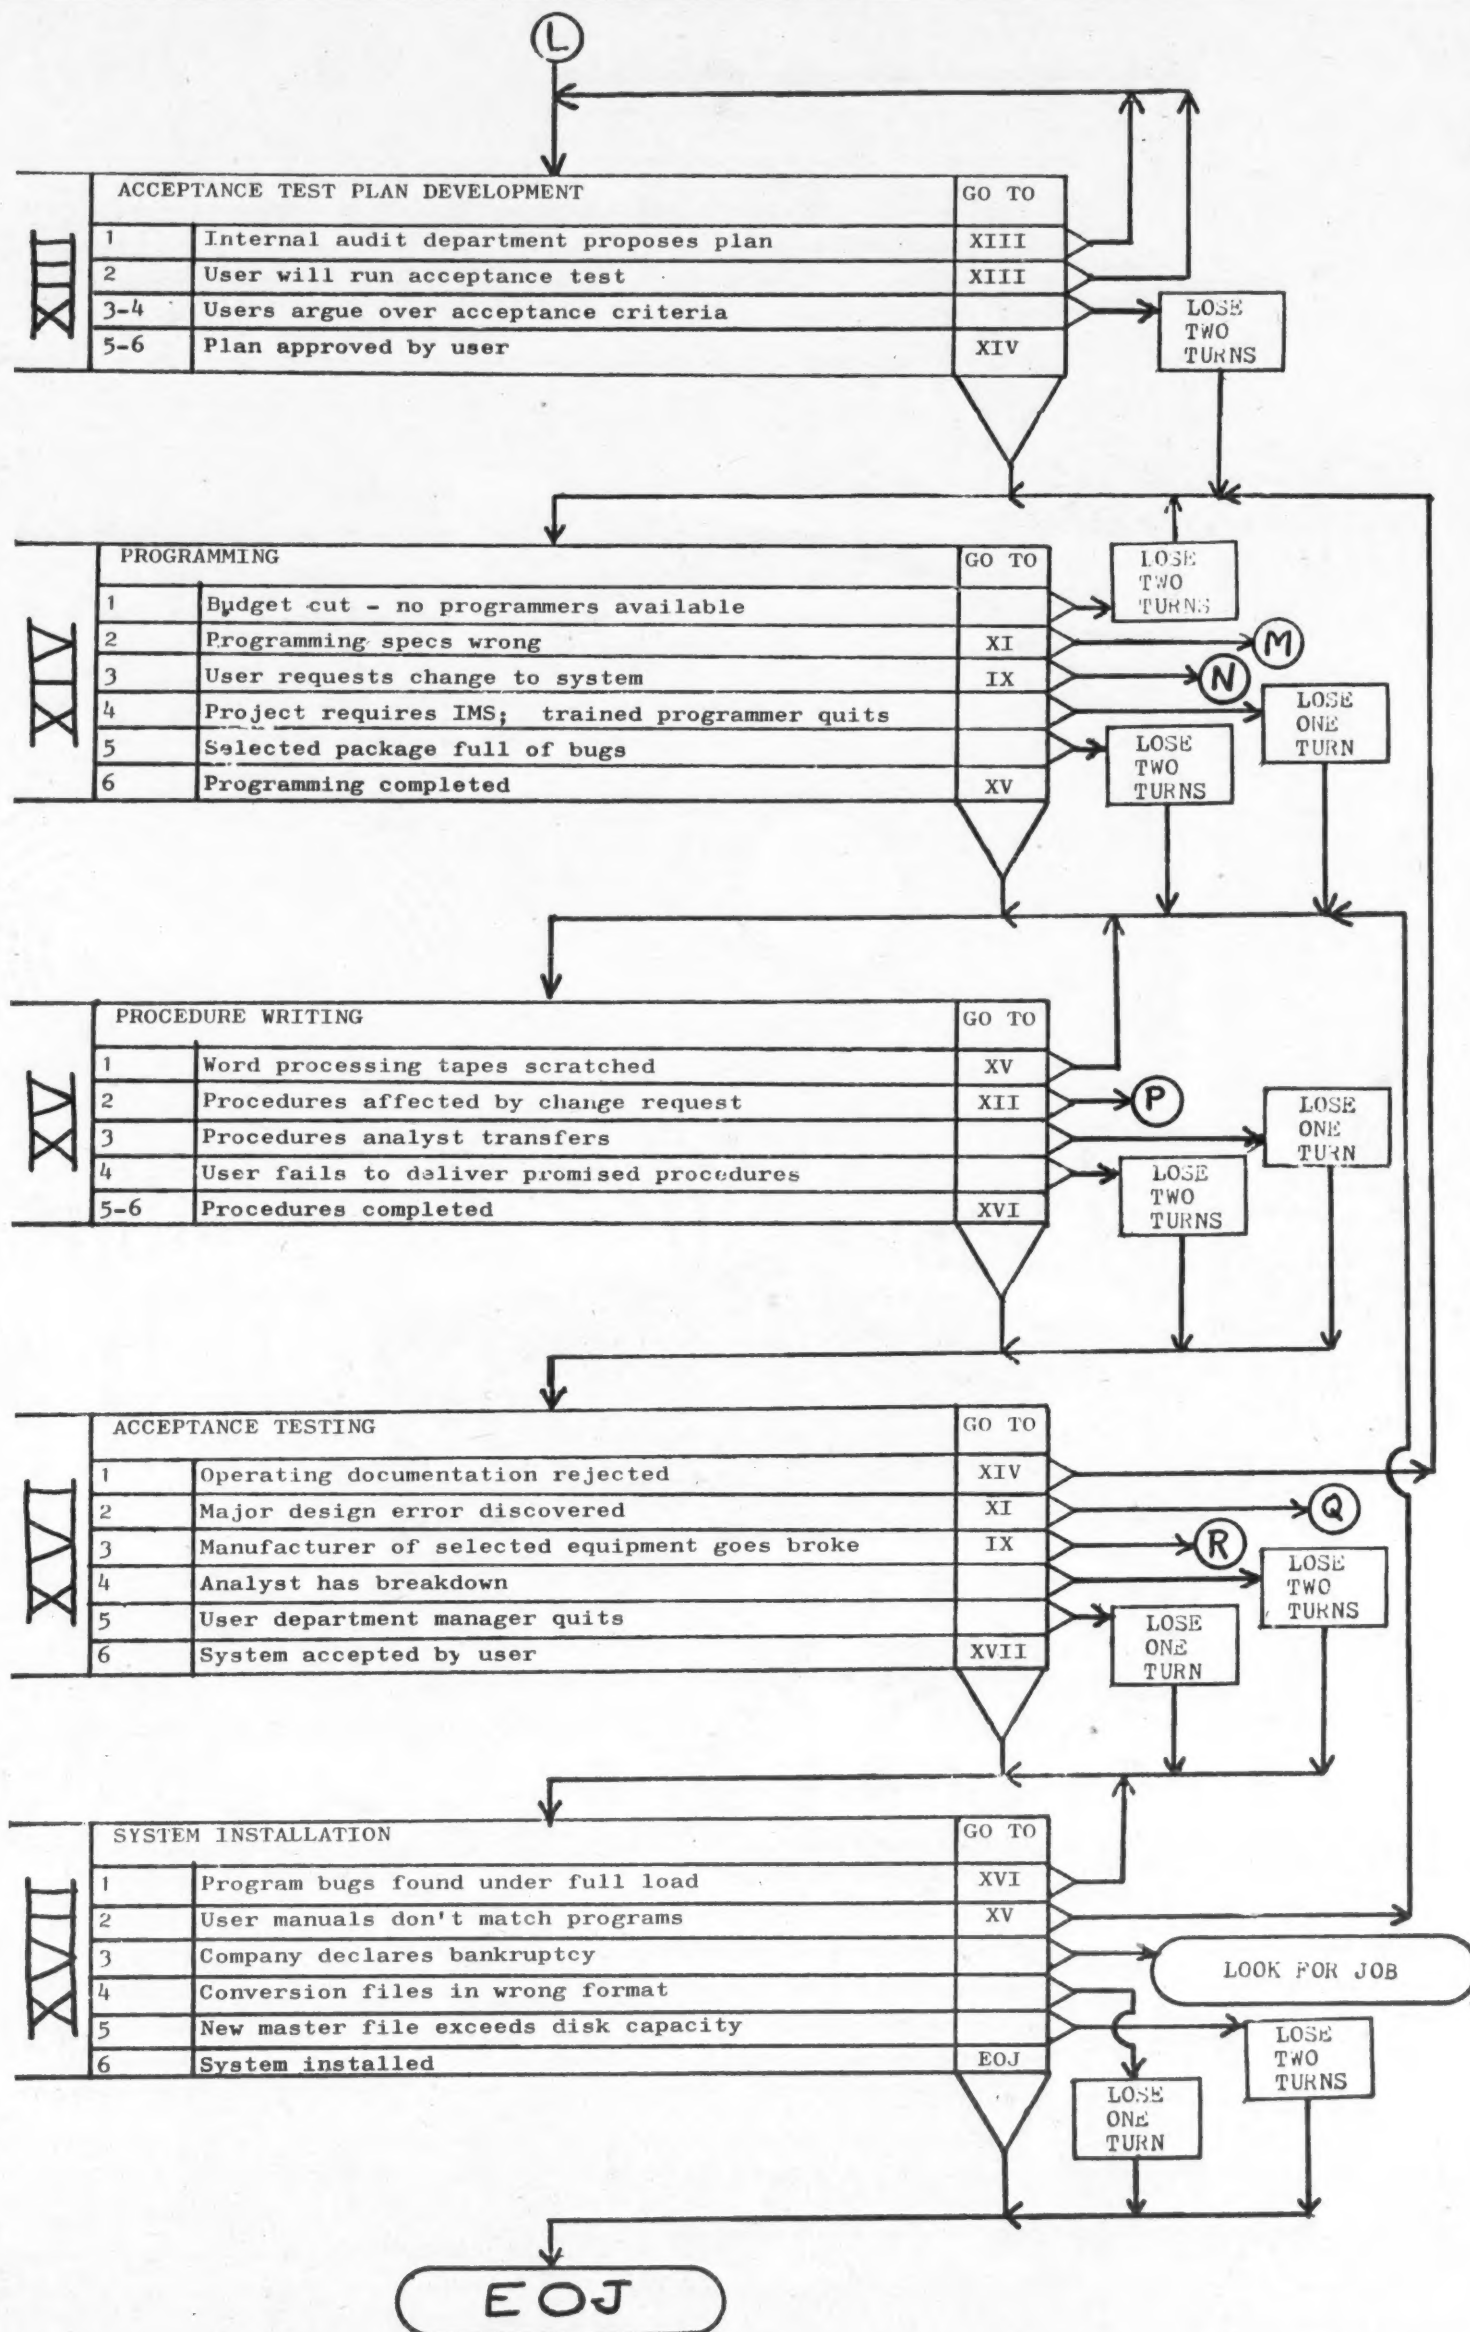 L
XIII
ACCEPTANCE TEST PLAN DEVELOPMENT GO TO
1 Internal audit department proposes plan XIII
2 User will run acceptance test XIII
3-4 Users argue over acceptance criteria
5-6 Plan approved by user XIV
LOSE
TWO
TURNS
XIV
PROGRAMMING GO TO
1 Budget cut - no programmers available
2 Programming specs wrong XI
3 User requests change to system IX
4 Project requires IMS; trained programmer quits
5 Selected package full of bugs
6 Programming completed XV
LOSE
TWO
TURNS
M
N
LOSE
ONE
TURN
LOSE
TWO
TURNS
XV
PROCEDURE WRITING GO TO
1 Word processing tapes scratched XV
2 Procedures affected by change request XII
3 Procedures analyst transfers
4 User fails to deliver promised procedures
5-6 Procedures completed XVI
P
LOSE
ONE
TURN
LOSE
TWO
TURNS
XVI
ACCEPTANCE TESTING GO TO
1 Operating documentation rejected XIV
2 Major design error discovered XI
3 Manufacturer of selected equipment goes broke IX
4 Analyst has breakdown
5 User department manager quits
6 System accepted by user XVII
Q
R
LOSE
TWO
TURNS
LOSE
ONE
TURN
XVII
SYSTEM INSTALLATION GO TO
1 Program bugs found under full load XVI
2 User manuals don't match programs XV
3 Company declares bankruptcy
4 Conversion files in wrong format
5 New master file exceeds disk capacity
6 System installed EOJ
LOOK FOR JOB
LOSE
TWO
TURNS
LOSE
ONE
TURN
EOJ